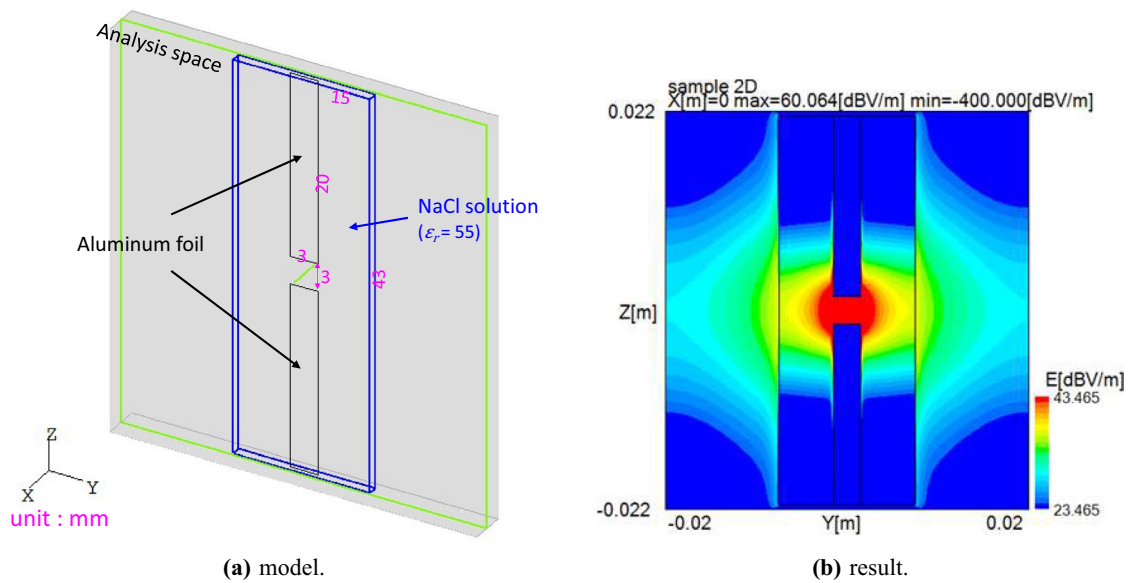 Analysis space
15
20
NaCl solution
(εr = 55)
Aluminum foil
3
3
43
Z
X
Y
unit : mm
(a) model.
sample 2D
X[m]=0 max=60.064[dBV/m] min=-400.000[dBV/m]
0.022
Z[m]
-0.022
-0.02
Y[m]
0.02
E[dBV/m]
43.465
23.465
(b) result.